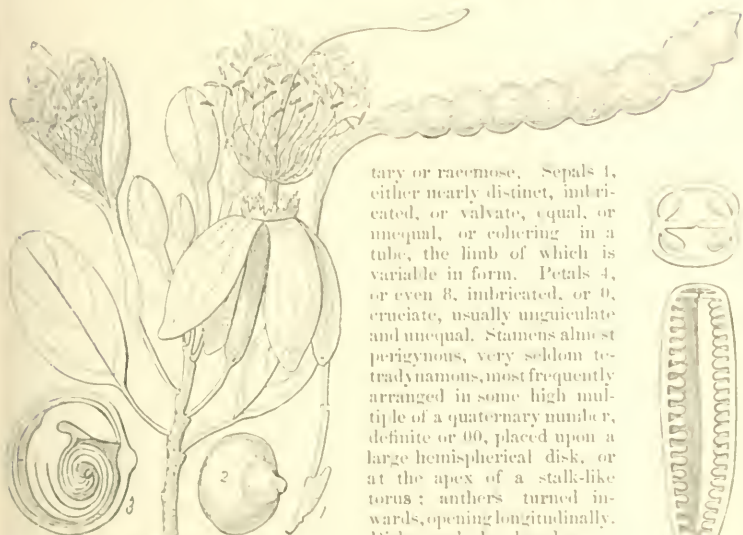 tary or racemose. Sepals 4,
either nearly distinct, imbri-
cated, or valvate, equal, or
unequal, or cohering in a
tube, the limb of which is
variable in form. Petals 4,
or even 8, imbricated, or 0,
cruciate, usually unguiculate
and unequal. Stamens almost
perigynous, very seldom te-
tradynamous, most frequently
arranged in some high mul-
tiple of a quaternary number,
definite or 00, placed upon a
large hemispherical disk, or
at the apex of a stalk-like
torus; anthers turned in-
wards, opening longitudinally.
1
2
3